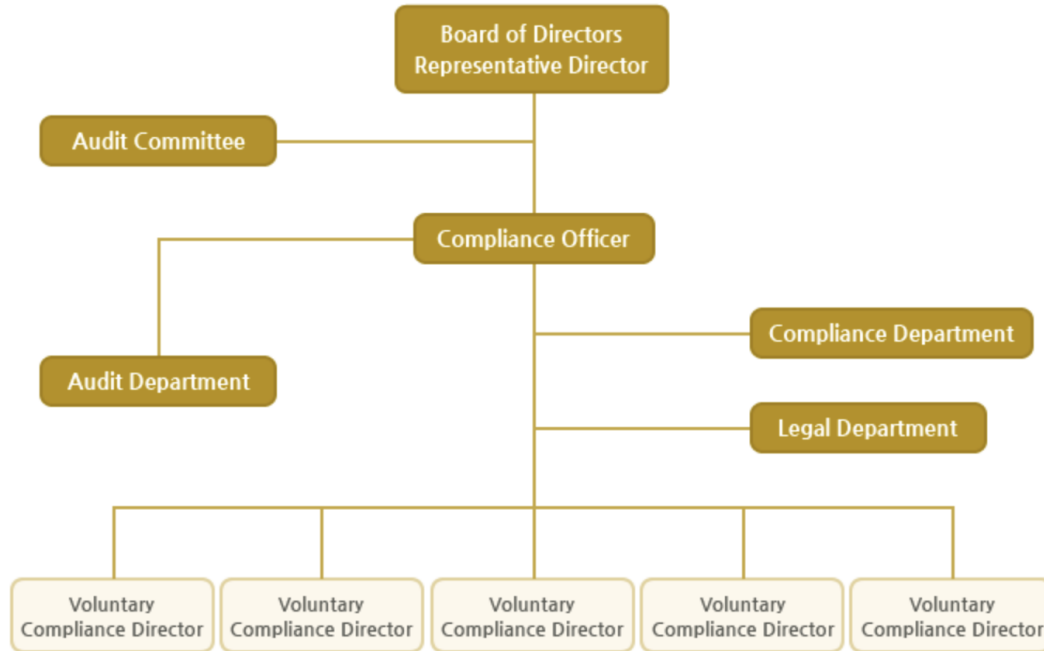 Board of Directors
Representative Director
Audit Committee
Compliance Officer
Compliance Department
Audit Department
Legal Department
Voluntary
Compliance Director
Voluntary
Compliance Director
Voluntary
Compliance Director
Voluntary
Compliance Director
Voluntary
Compliance Director